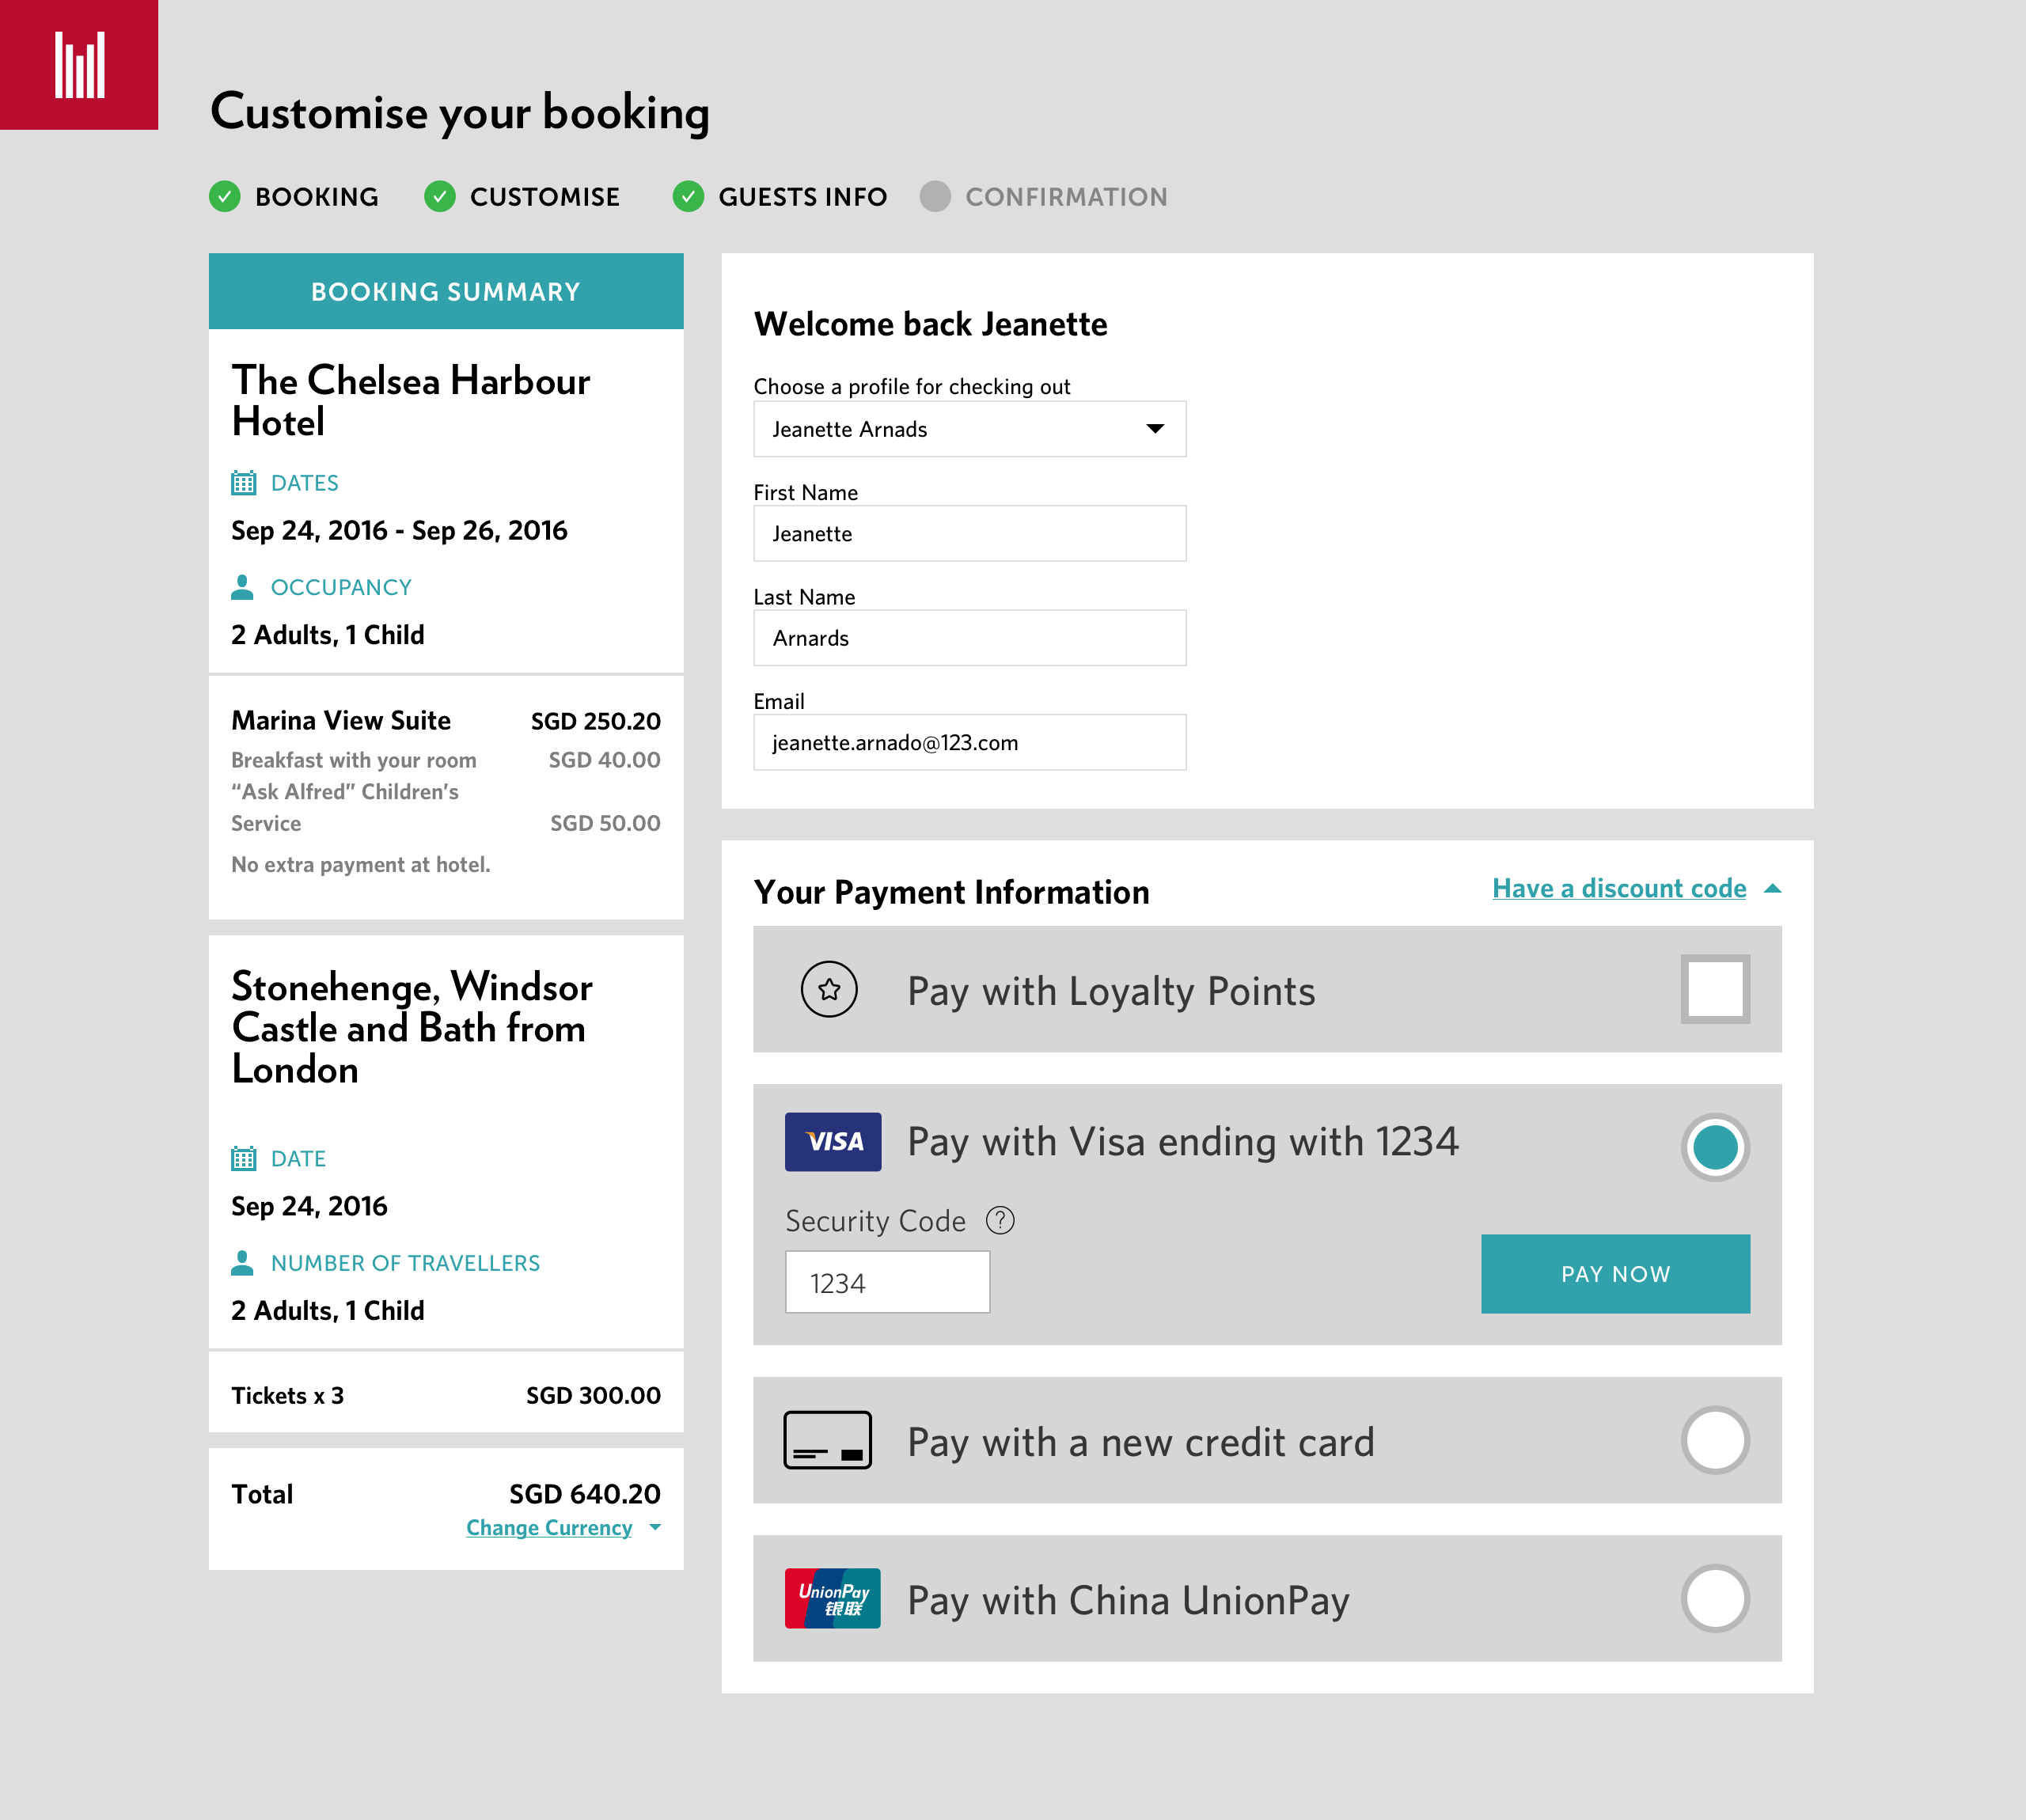 Customise your booking
BOOKING CUSTOMISE GUESTS INFO CONFIRMATION
BOOKING SUMMARY
The Chelsea Harbour
Hotel
DATES
Sep 24, 2016 - Sep 26, 2016
OCCUPANCY
2 Adults, 1 Child
Marina View Suite SGD 250.20
Breakfast with your room SGD 40.00
“Ask Alfred” Children’s
Service SGD 50.00
No extra payment at hotel.
Stonehenge, Windsor
Castle and Bath from
London
DATE
Sep 24, 2016
NUMBER OF TRAVELLERS
2 Adults, 1 Child
Tickets x 3 SGD 300.00
Total SGD 640.20
Change Currency
Welcome back Jeanette
Choose a profile for checking out
Jeanette Arnads
First Name
Jeanette
Last Name
Arnards
Email
jeanette.arnado@123.com
Your Payment Information Have a discount code
Pay with Loyalty Points
VISA Pay with Visa ending with 1234
Security Code ?
1234
PAY NOW
Pay with a new credit card
UnionPay
银联
Pay with China UnionPay